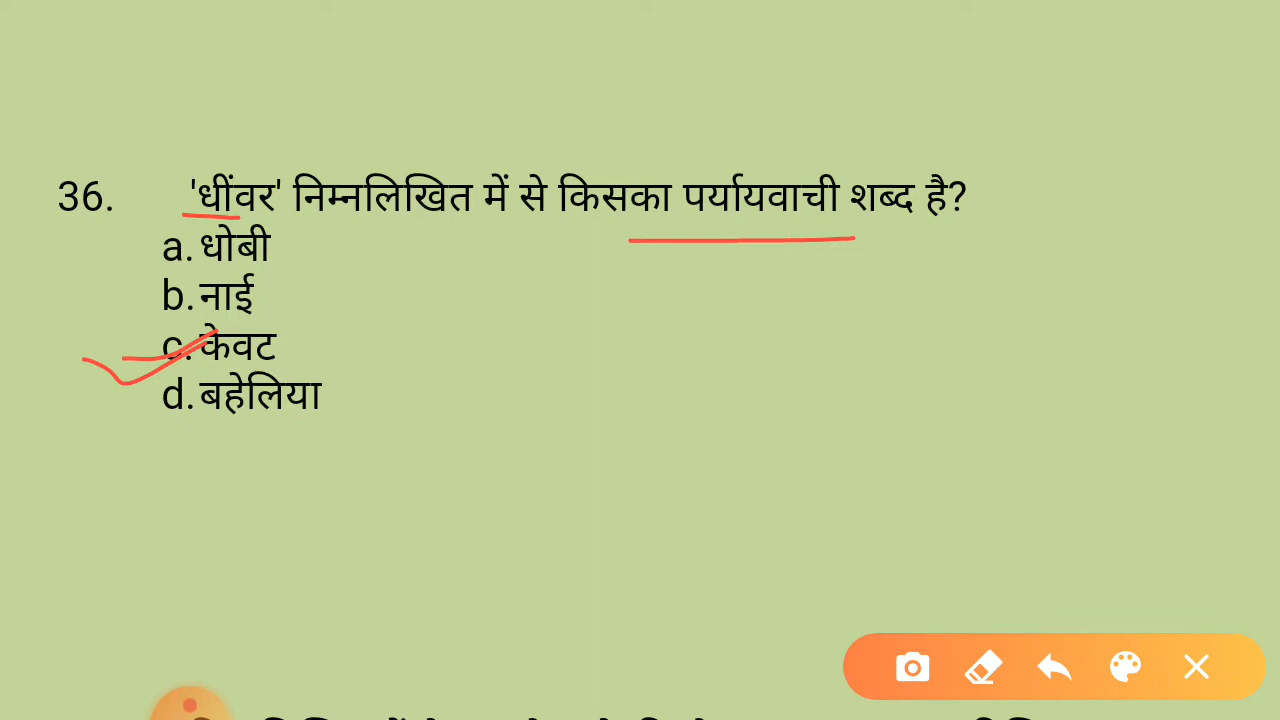 36. 'धींवर' निम्नलिखित में से किसका पर्यायवाची शब्द है?
a. धोबी
b. नाई
c. केवट
d. बहेलिया